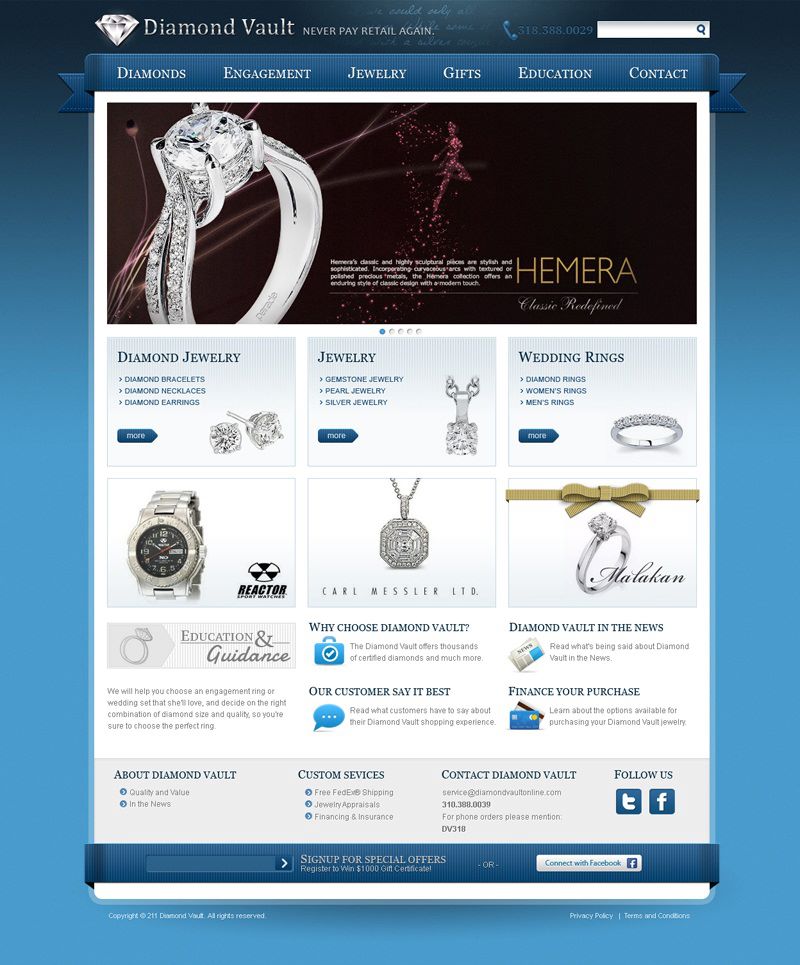 Diamond Vault NEVER PAY RETAIL AGAIN.
318.388.0029
DIAMONDS ENGAGEMENT JEWELRY GIFTS EDUCATION CONTACT
Hemera's classic and highly sculptural pieces are stylish and
sophisticated. Incorporating curvaceous arcs with textured or
polished precious metals, the Hemera collection offers an
enduring style of classic design with a modern touch.
HEMERA
Classic Redefined
DIAMOND JEWELRY
DIAMOND BRACELETS
DIAMOND NECKLACES
DIAMOND EARRINGS
more
JEWELRY
GEMSTONE JEWELRY
PEARL JEWELRY
SILVER JEWELRY
more
WEDDING RINGS
DIAMOND RINGS
WOMEN'S RINGS
MEN'S RINGS
more
REACTOR
SPORT WATCHES
CARL MESSLER LTD.
Malakan
EDUCATION &
Guidance
We will help you choose an engagement ring or
wedding set that she'll love, and decide on the right
combination of diamond size and quality, so you're
sure to choose the perfect ring.
WHY CHOOSE DIAMOND VAULT?
The Diamond Vault offers thousands
of certified diamonds and much more.
DIAMOND VAULT IN THE NEWS
NEWS
Read what's being said about Diamond
Vault in the News.
OUR CUSTOMER SAY IT BEST
Read what customers have to say about
their Diamond Vault shopping experience.
FINANCE YOUR PURCHASE
Learn about the options available for
purchasing your Diamond Vault jewelry.
ABOUT DIAMOND VAULT
Quality and Value
In the News
CUSTOM SEVICES
Free FedEx® Shipping
Jewelry Appraisals
Financing & Insurance
CONTACT DIAMOND VAULT
service@diamondvaultonline.com
310.388.0039
For phone orders please mention:
DV318
FOLLOW US
SIGNUP FOR SPECIAL OFFERS
Register to Win $1000 Gift Certificate!
- OR -
Connect with Facebook
Copyright © 211 Diamond Vault. All rights reserved.
Privacy Policy | Terms and Conditions